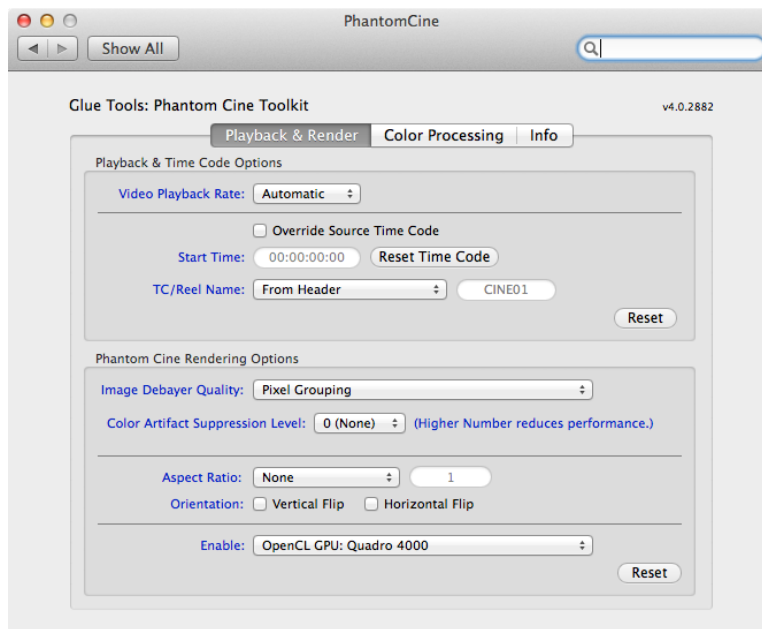 PhantomCine
Show All
Glue Tools: Phantom Cine Toolkit v4.0.2882
Playback & Render Color Processing Info
Playback & Time Code Options
Video Playback Rate: Automatic
Override Source Time Code
Start Time: 00:00:00:00 Reset Time Code
TC/Reel Name: From Header CINE01
Reset
Phantom Cine Rendering Options
Image Debayer Quality: Pixel Grouping
Color Artifact Suppression Level: 0 (None) (Higher Number reduces performance.)
Aspect Ratio: None 1
Orientation: Vertical Flip Horizontal Flip
Enable: OpenCL GPU: Quadro 4000
Reset